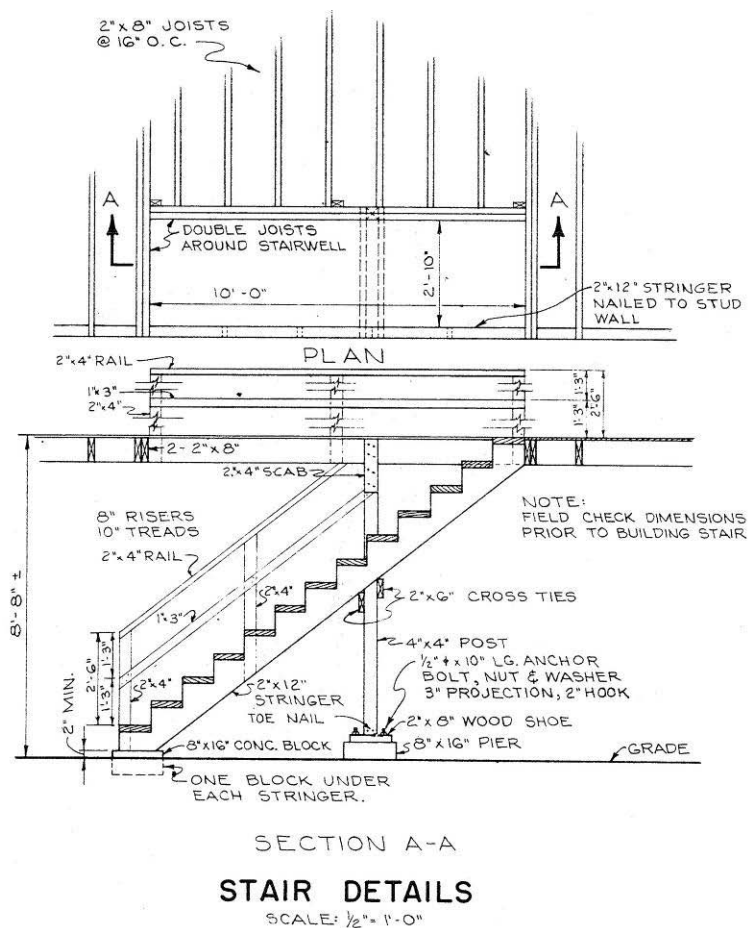 2"x 8" JOISTS
@ 16" O.C.
A
A
DOUBLE JOISTS
AROUND STAIRWELL
2'-10"
10'-0"
2"x 12" STRINGER
NAILED TO STUD
WALL
PLAN
2"x 4" RAIL
1"x 3"
2"x 4"
1'-3"
1'-3"
2'-6"
2- 2"x 8"
2"x 4" SCAB
8" RISERS
10" TREADS
2"x 4" RAIL
NOTE:
FIELD CHECK DIMENSIONS
PRIOR TO BUILDING STAIR
8'-8" ±
2"x 4"
1"x 3"
2"x 6" CROSS TIES
4"x 4" POST
1/2" ϕ x 10" LG. ANCHOR
BOLT, NUT & WASHER
3" PROJECTION, 2" HOOK
2'-6"
1'-3"
1'-3"
2"x 4"
2"x 12"
STRINGER
TOE NAIL
2"x 8" WOOD SHOE
2" MIN.
8"x 16" CONC. BLOCK
8"x 16" PIER
GRADE
ONE BLOCK UNDER
EACH STRINGER.
SECTION A-A
STAIR DETAILS
SCALE: 1/2" = 1'-0"